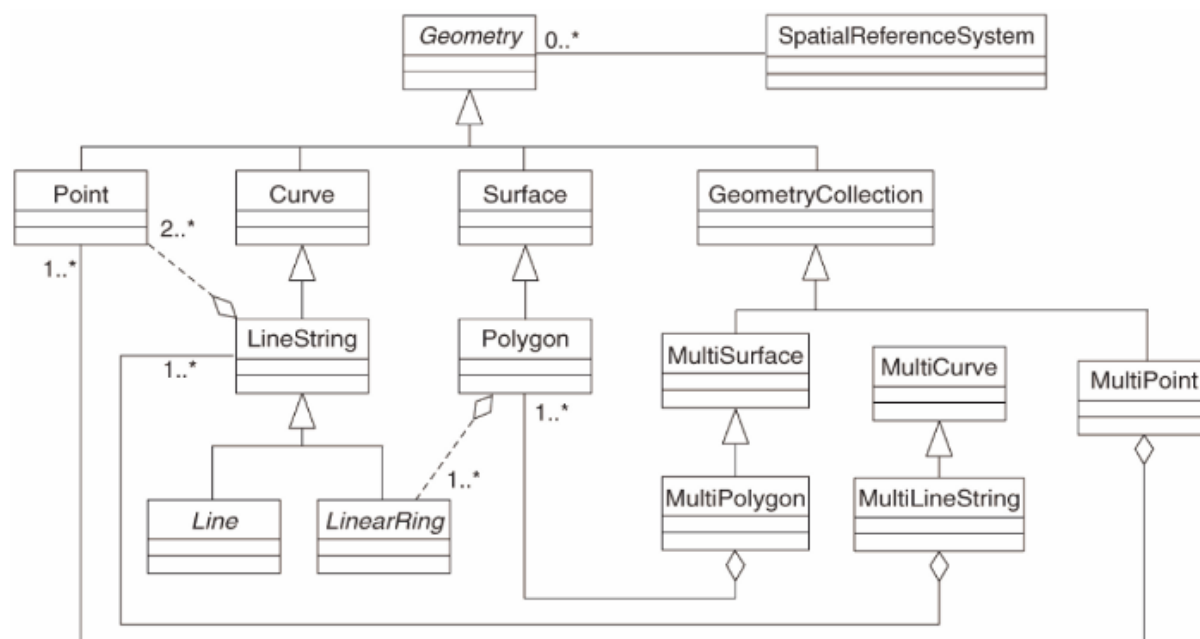 Geometry
0..*
SpatialReferenceSystem
Point
Curve
Surface
GeometryCollection
2..*
1..*
LineString
Polygon
MultiSurface
MultiCurve
MultiPoint
1..*
1..*
1..*
Line
LinearRing
MultiPolygon
MultiLineString